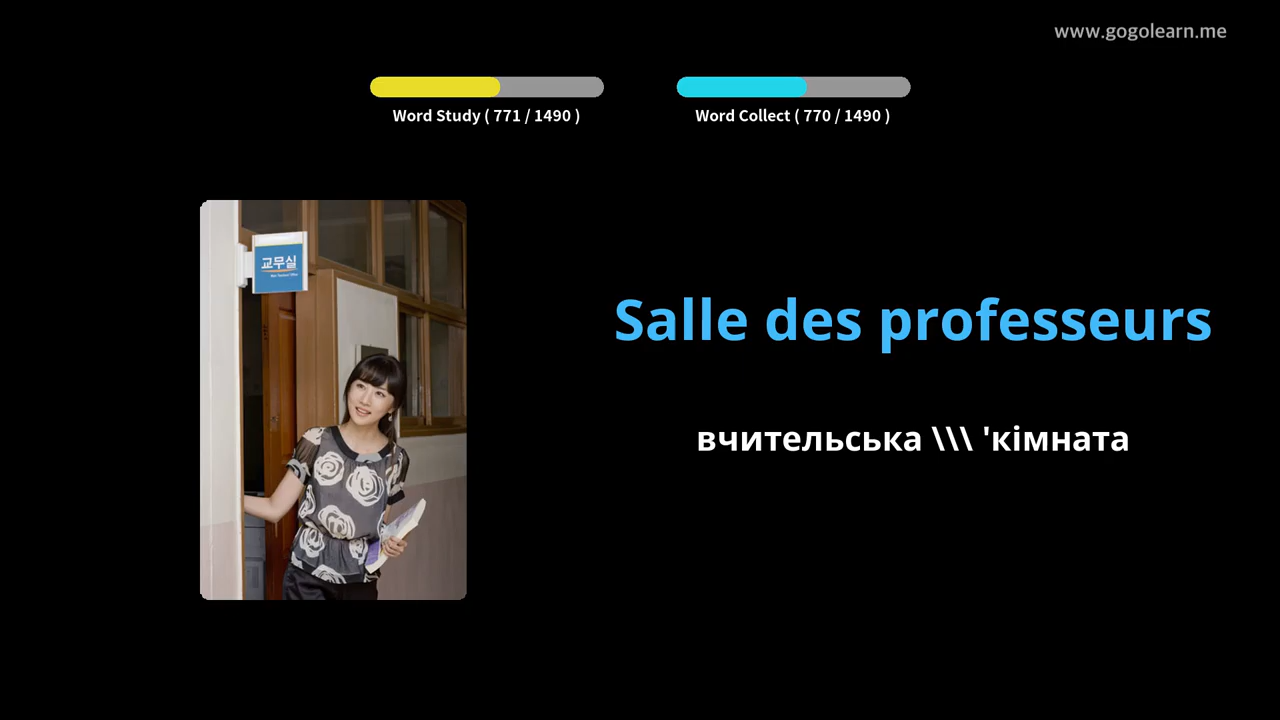 www.gogolearn.me
Word Study ( 771 / 1490 )
Word Collect ( 770 / 1490 )
교무실
Salle des professeurs
вчительська \\\ 'кімната